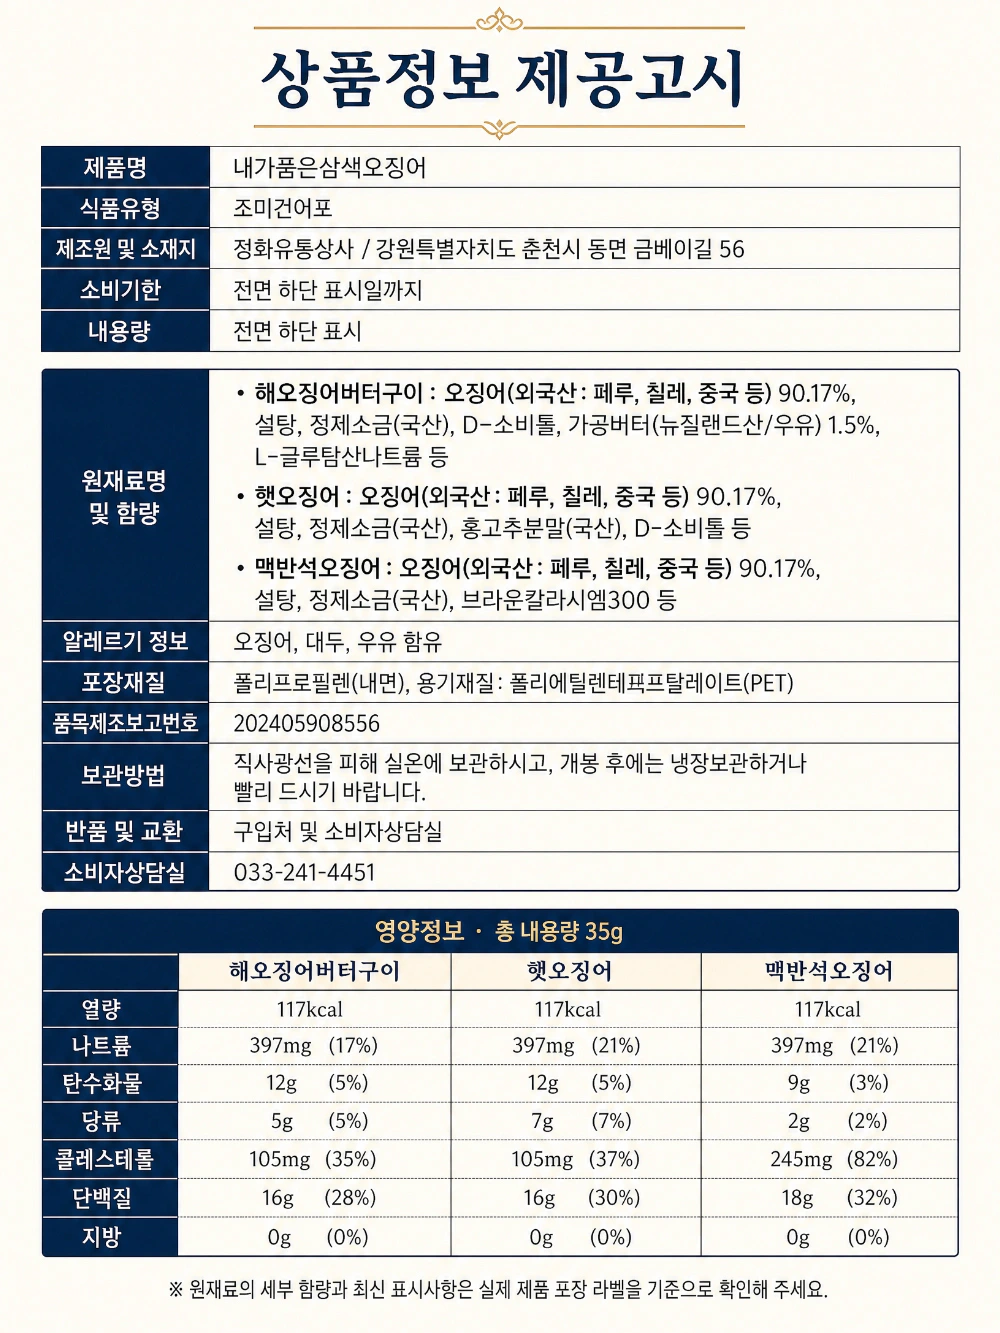 상품정보 제공고시
제품명 내가품은삼색오징어
식품유형 조미건어포
제조원 및 소재지 정화유통상사 / 강원특별자치도 춘천시 동면 금베이길 56
소비기한 전면 하단 표시일까지
내용량 전면 하단 표시
원재료명
및 함량
• 해오징어버터구이 : 오징어(외국산 : 페루, 칠레, 중국 등) 90.17%,
설탕, 정제소금(국산), D-소비톨, 가공버터(뉴질랜드산/우유) 1.5%,
L-글루탐산나트륨 등
• 햇오징어 : 오징어(외국산 : 페루, 칠레, 중국 등) 90.17%,
설탕, 정제소금(국산), 홍고추분말(국산), D-소비톨 등
• 맥반석오징어 : 오징어(외국산 : 페루, 칠레, 중국 등) 90.17%,
설탕, 정제소금(국산), 브라운칼라시엠300 등
알레르기 정보 오징어, 대두, 우유 함유
포장재질 폴리프로필렌(내면), 용기재질 :
품목제조보고번호 202405908556
보관방법 직사광선을 피해 실온에 보관하시고, 개봉 후에는 냉장보관하거나
빨리 드시기 바랍니다.
반품 및 교환 구입처 및 소비자상담실
소비자상담실 033-241-4451
영양정보 · 총 내용량 35g
해오징어버터구이 햇오징어 맥반석오징어
열량 117kcal 117kcal 117kcal
나트륨 397mg (17%) 397mg (21%) 397mg (21%)
탄수화물 12g (5%) 12g (5%) 9g (3%)
당류 5g (5%) 7g (7%) 2g (2%)
콜레스테롤 105mg (35%) 105mg (37%) 245mg (82%)
단백질 16g (28%) 16g (30%) 18g (32%)
지방 0g (0%) 0g (0%) 0g (0%)
※ 원재료의 세부 함량과 최신 표시사항은 실제 제품 포장 라벨을 기준으로 확인해 주세요.